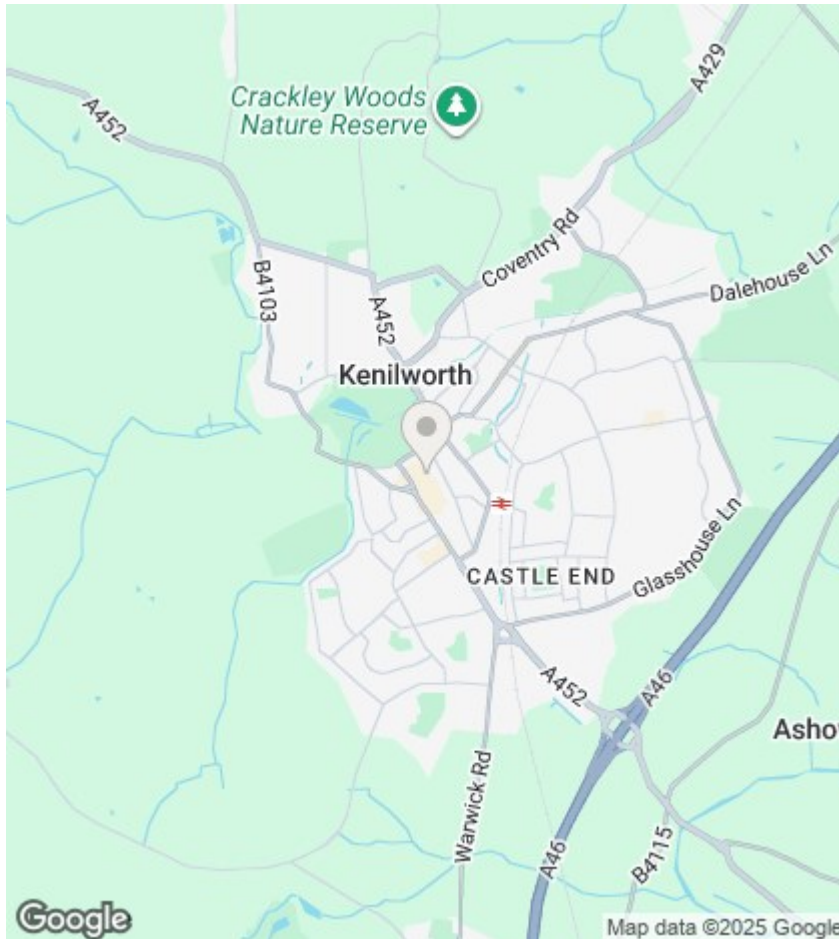 A429
Crackley Woods
Nature Reserve
A452
Coventry Rd
Dalehouse Ln
B4103
A452
Kenilworth
Glasshouse Ln
CASTLE END
A452
A46
Asho
Warwick Rd
A46
B4115
Google
Map data ©2025 Google